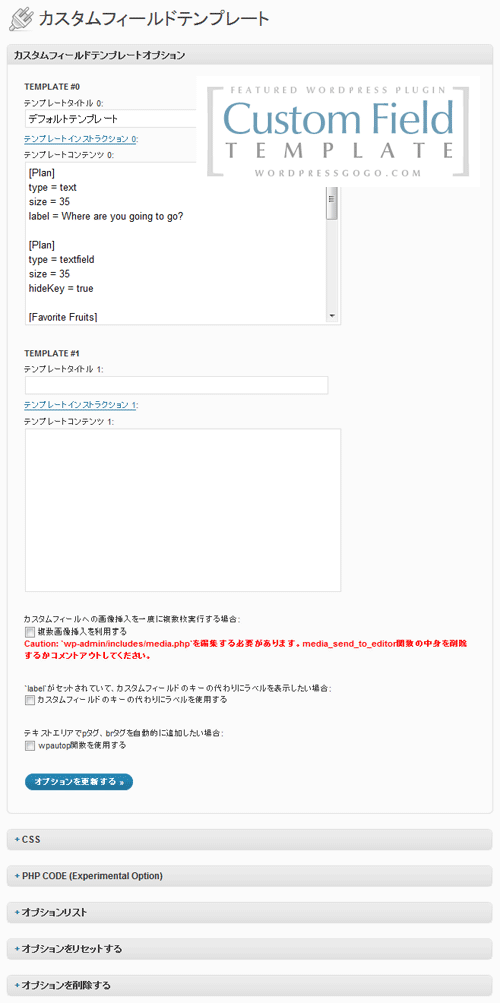 カスタムフィールドテンプレート
カスタムフィールドテンプレートオプション
TEMPLATE #0
テンプレートタイトル 0:
デフォルトテンプレート
FEATURED WORDPRESS PLUGIN
Custom Field
TEMPLATE
WORDPRESSGOGO.COM
テンプレートインストラクション 0:
テンプレートコンテンツ 0:
[Plan]
type = text
size = 35
label = Where are you going to go?
[Plan]
type = textfield
size = 35
hideKey = true
[Favorite Fruits]
TEMPLATE #1
テンプレートタイトル 1:
テンプレートインストラクション 1:
テンプレートコンテンツ 1:
カスタムフィールへの画像挿入を一度に複数枚実行する場合:
複数画像挿入を利用する
Caution: `wp-admin/includes/media.php'を編集する必要があります。media_send_to_editor関数の中身を削除
するかコメントアウトしてください。
`label'がセットされていて、カスタムフィールドのキーの代わりにラベルを表示したい場合:
カスタムフィールドのキーの代わりにラベルを使用する
テキストエリアでpタグ、brタグを自動的に追加したい場合:
wpautop関数を使用する
オプションを更新する »
+ CSS
+ PHP CODE (Experimental Option)
+ オプションリスト
+ オプションをリセットする
+ オプションを削除する